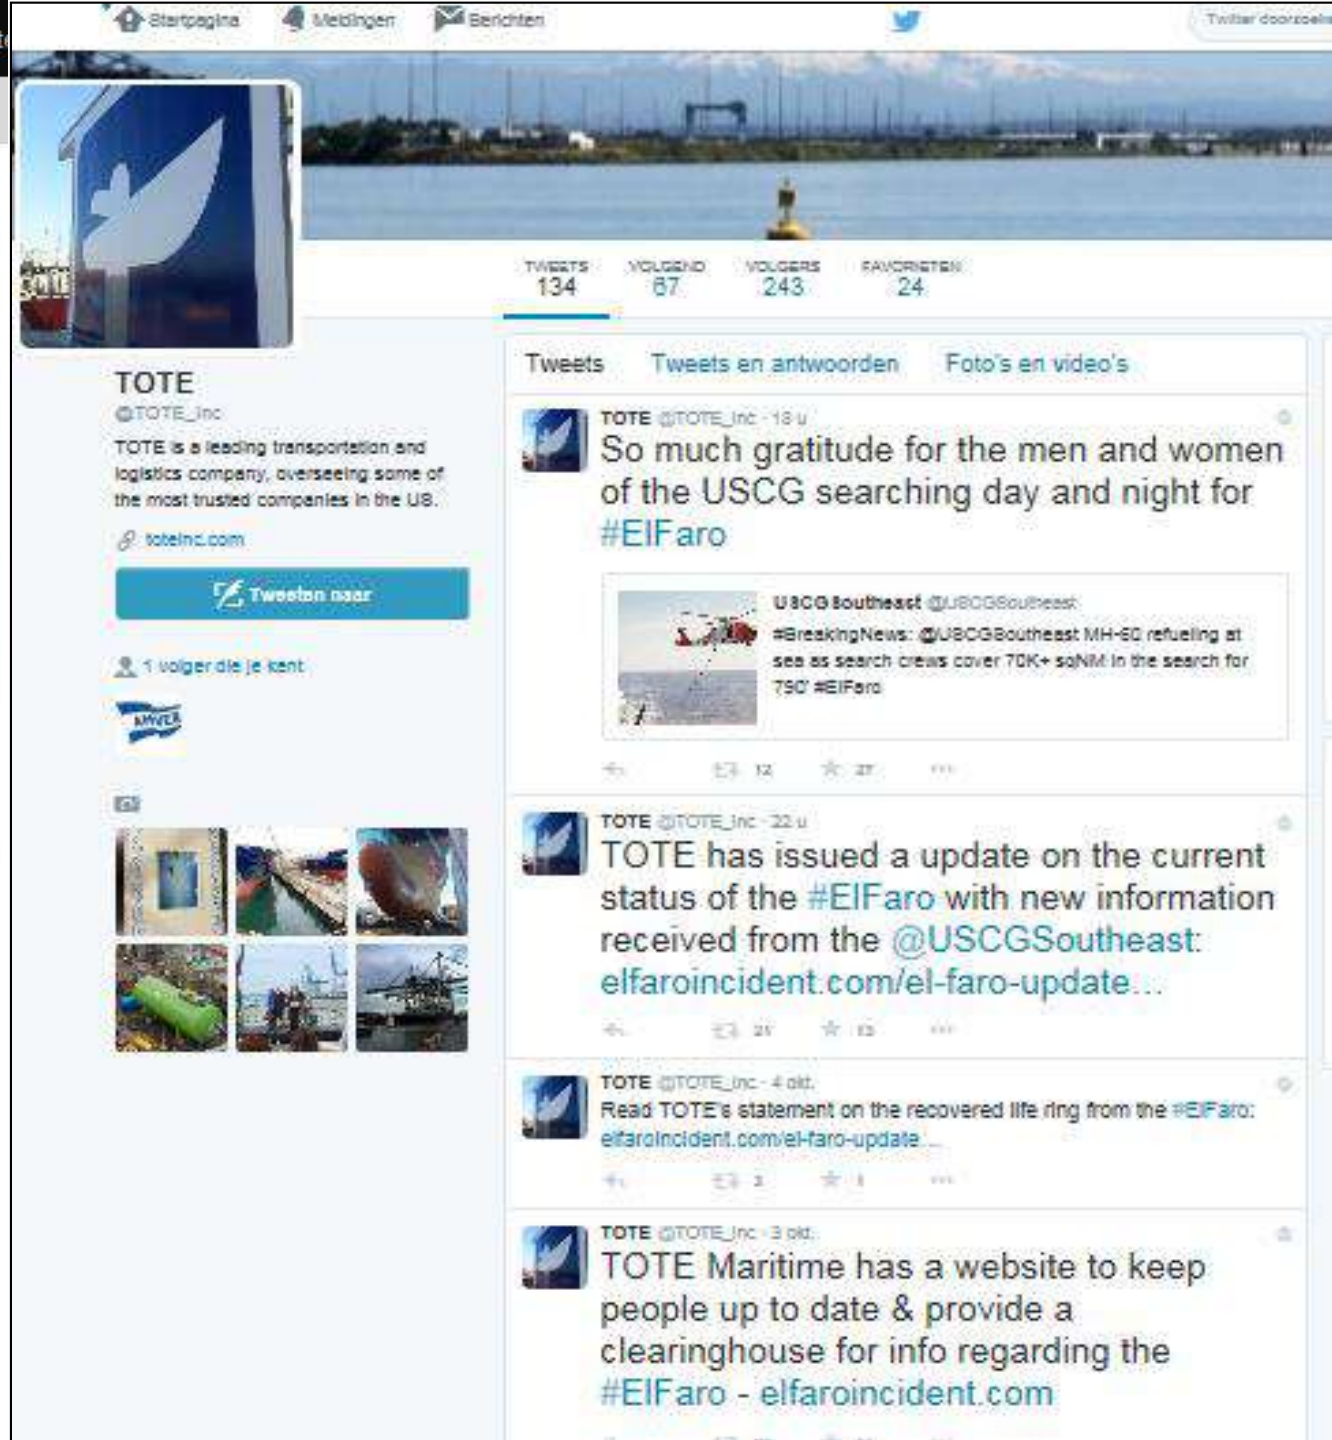 Startpagina Meldingen Berichten
Twitter doorzoeke
TWEETS VOLGEND VOLGERS FAVORIETEN
134 67 243 24
TOTE
@TOTE_Inc
TOTE is a leading transportation and
logistics company, overseeing some of
the most trusted companies in the US.
toteinc.com
Tweeten naar
1 volger die je kent
AMVER
Tweets Tweets en antwoorden Foto's en video's
TOTE @TOTE_Inc · 18 u
So much gratitude for the men and women
of the USCG searching day and night for
#ElFaro
USCGSoutheast @USCGSoutheast
#BreakingNews: @USCGSoutheast MH-60 refueling at
sea as search crews cover 70K+ sqNM in the search for
790' #ElFaro
12 27
TOTE @TOTE_Inc · 22 u
TOTE has issued a update on the current
status of the #ElFaro with new information
received from the @USCGSoutheast:
elfaroincident.com/el-faro-update…
21 13
TOTE @TOTE_Inc · 4 okt.
Read TOTE's statement on the recovered life ring from the #ElFaro:
elfaroincident.com/el-faro-update…
3 1
TOTE @TOTE_Inc · 3 okt.
TOTE Maritime has a website to keep
people up to date & provide a
clearinghouse for info regarding the
#ElFaro - elfaroincident.com